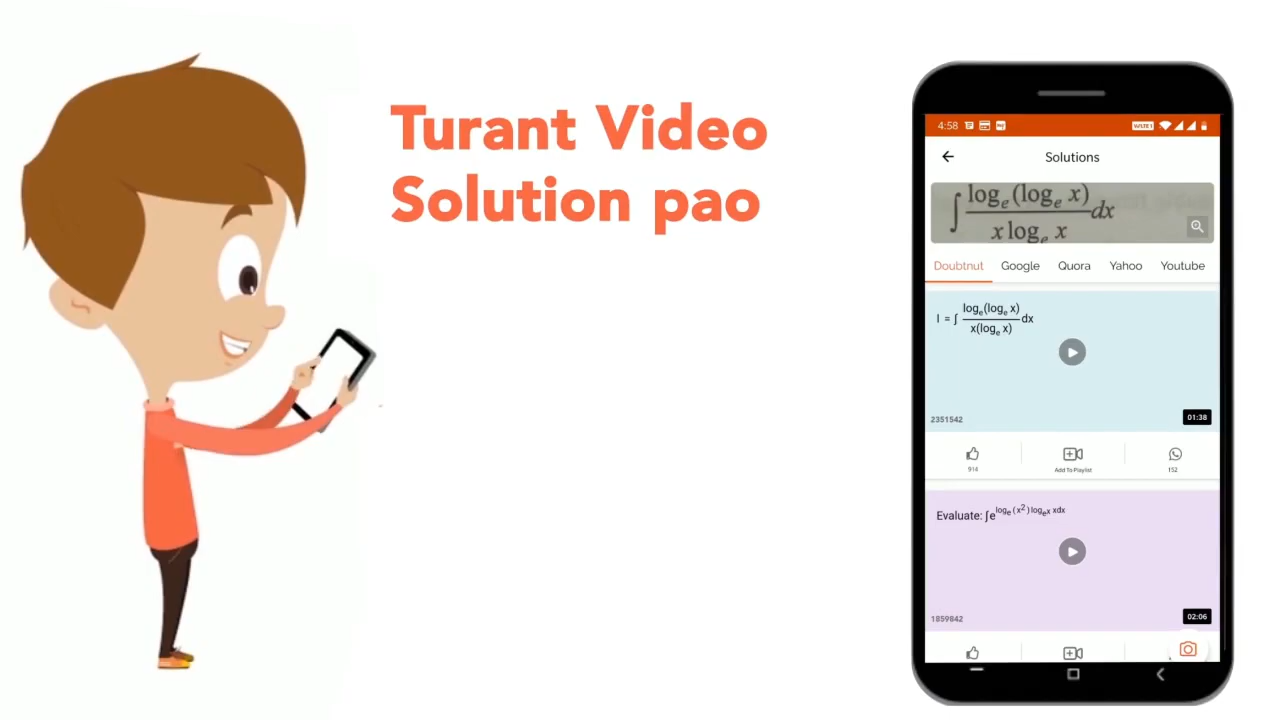 Turant Video
Solution pao
4:58
VoLTE1
Solutions
∫ logₑ(logₑ x) / x logₑ x dx
Doubtnut Google Quora Yahoo Youtube
I = ∫ logₑ(logₑ x) / x(logₑ x) dx
2351542 01:38
914 Add To Playlist 152
Evaluate: ∫e^logₑ(x²)logₑx xdx
1859842 02:06